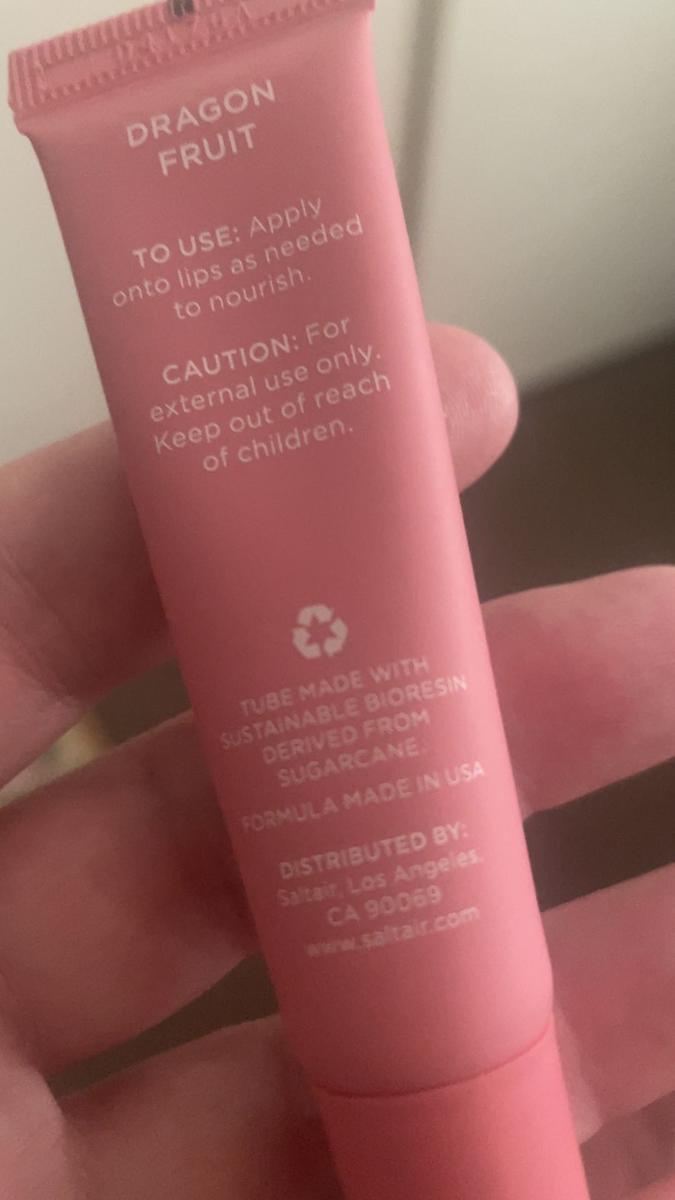 DRAGON
FRUIT
TO USE: Apply
onto lips as needed
to nourish.
CAUTION: For
external use only.
Keep out of reach
of children.
TUBE MADE WITH
SUSTAINABLE BIORESIN
DERIVED FROM
SUGARCANE.
FORMULA MADE IN USA
DISTRIBUTED BY:
Saltair, Los Angeles,
CA 90069
www.saltair.com